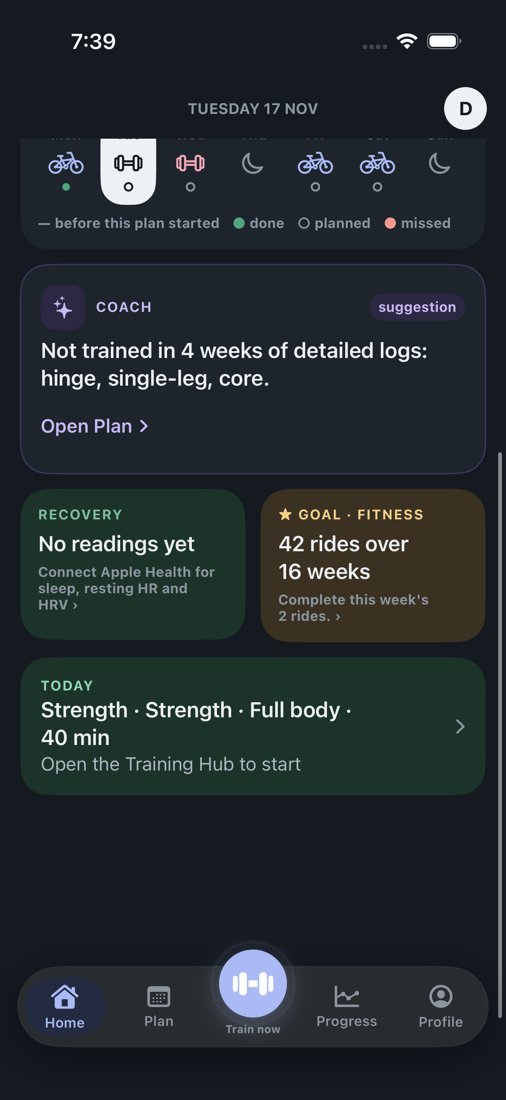 7:39
TUESDAY 17 NOV
D
— before this plan started
done
planned
missed
COACH
suggestion
Not trained in 4 weeks of detailed logs:
hinge, single-leg, core.
Open Plan >
RECOVERY
No readings yet
Connect Apple Health for
sleep, resting HR and
HRV ›
GOAL · FITNESS
42 rides over
16 weeks
Complete this week's
2 rides. ›
TODAY
Strength · Strength · Full body ·
40 min
Open the Training Hub to start
Home
Plan
Train now
Progress
Profile